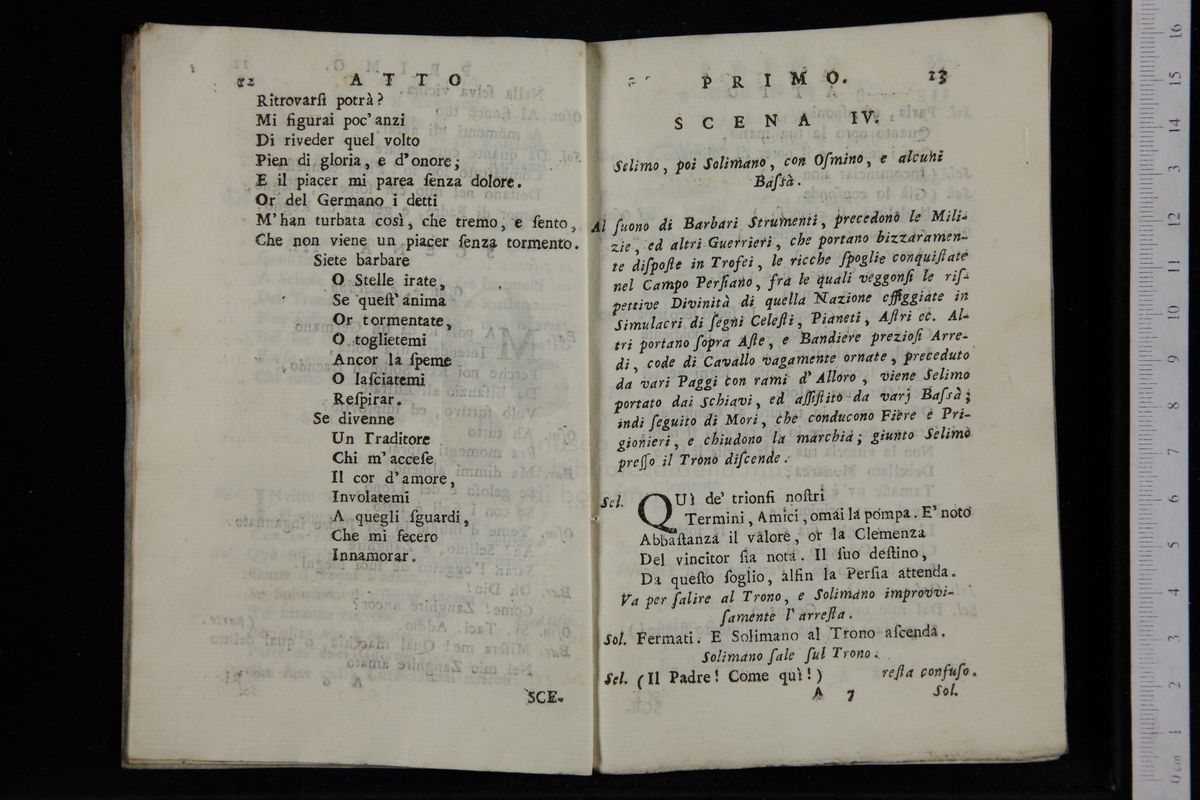 12 ATTO
Ritrovarſi potrà?
Mi figurai poc'anzi
Di riveder quel volto
Pien di gloria, e d'onore;
E il piacer mi parea ſenza dolore.
Or del Germano i detti
M'han turbata così, che tremo, e ſento,
Che non viene un piacer ſenza tormento.
Siete barbare
O Stelle irate,
Se queſt'anima
Or tormentate,
O toglietemi
Ancor la ſpeme
O laſciatemi
Reſpirar.
Se divenne
Un Traditore
Chi m'acceſe
Il cor d'amore,
Involatemi
A quegli ſguardi,
Che mi fecero
Innamorar.
SCE-
PRIMO. 13
SCENA IV.
Selimo, poi Solimano, con Oſmino, e alcuni
Baſsà.
Al ſuono di Barbari Strumenti, precedono le Mili-
zie, ed altri Guerrieri, che portano bizzaramen-
te diſpoſte in Trofei, le ricche ſpoglie conquiſtate
nel Campo Perſiano, fra le quali veggonſi le riſ-
pettive Divinità di quella Nazione effiggiate in
Simulacri di ſegni Celeſti, Pianeti, Aſtri ec. Al-
tri portano ſopra Aſte, e Bandiere prezioſi Arre-
di, code di Cavallo vagamente ornate, preceduto
da vari Paggi con rami d'Alloro, viene Selimo
portato dai Schiavi, ed aſſiſtito da varj Baſsà;
indi ſeguito di Mori, che conducono Fiere e Pri-
gionieri, e chiudono la marchia; giunto Selimo
preſſo il Trono diſcende.
Sel. QUì de' trionfi noſtri
Termini, Amici, omai la pompa. E' noto
Abbaſtanza il valore, or la Clemenza
Del vincitor ſia nota. Il ſuo deſtino,
Da queſto ſoglio, alfin la Perſia attenda.
Va per ſalire al Trono, e Solimano improvvi-
ſamente l'arreſta.
Sol. Fermati. E Solimano al Trono aſcenda.
Solimano ſale ſul Trono.
Sel. (Il Padre! Come quì!) reſta confuſo.
A 7 Sol.